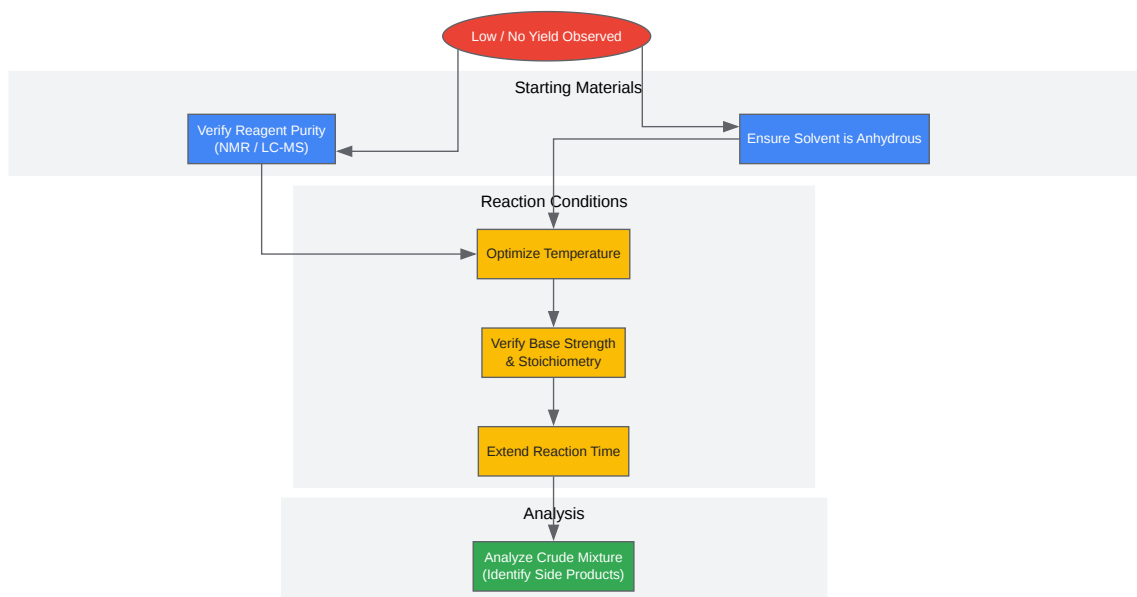 Low / No Yield Observed
Starting Materials
Verify Reagent Purity
(NMR / LC-MS)
Ensure Solvent is Anhydrous
Reaction Conditions
Optimize Temperature
Verify Base Strength
& Stoichiometry
Extend Reaction Time
Analysis
Analyze Crude Mixture
(Identify Side Products)